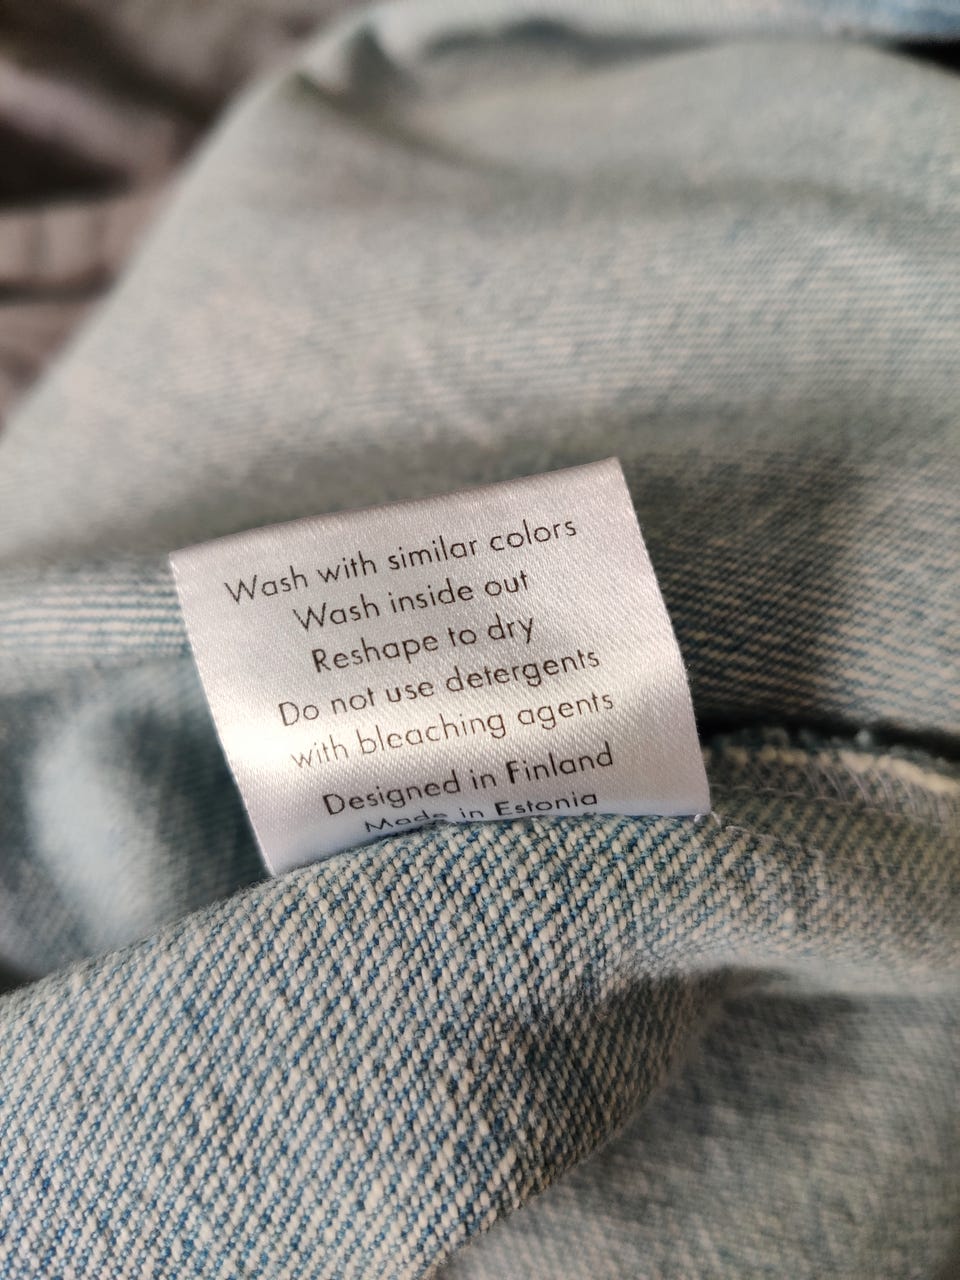 Wash with similar colors
Wash inside out
Reshape to dry
Do not use detergents
with bleaching agents
Designed in Finland
Made in Estonia